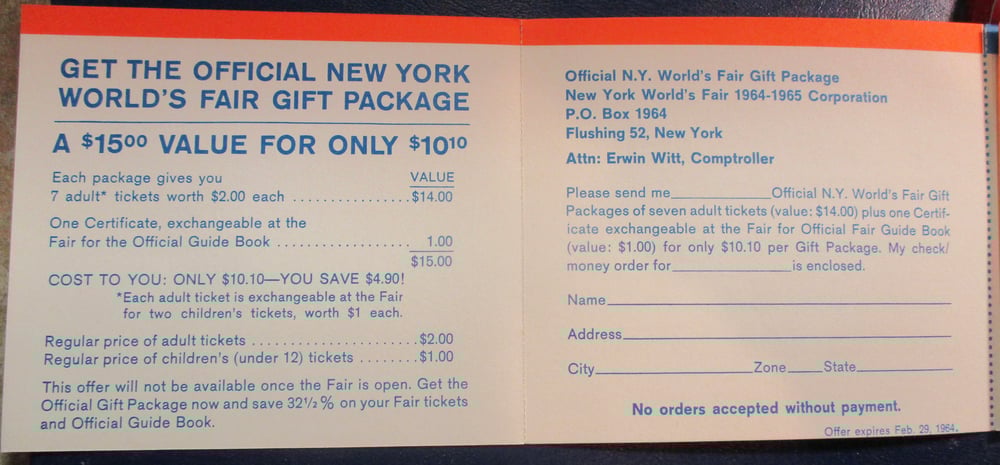 GET THE OFFICIAL NEW YORK
WORLD'S FAIR GIFT PACKAGE
A $15⁰⁰ VALUE FOR ONLY $10¹⁰
Each package gives you VALUE
7 adult* tickets worth $2.00 each ................$14.00
One Certificate, exchangeable at the
Fair for the Official Guide Book .................. 1.00
$15.00
COST TO YOU: ONLY $10.10—YOU SAVE $4.90!
*Each adult ticket is exchangeable at the Fair
for two children's tickets, worth $1 each.
Regular price of adult tickets ......................$2.00
Regular price of children's (under 12) tickets ........$1.00
This offer will not be available once the Fair is open. Get the
Official Gift Package now and save 32½% on your Fair tickets
and Official Guide Book.
Official N.Y. World's Fair Gift Package
New York World's Fair 1964-1965 Corporation
P.O. Box 1964
Flushing 52, New York
Attn: Erwin Witt, Comptroller
Please send me____________Official N.Y. World's Fair Gift
Packages of seven adult tickets (value: $14.00) plus one Certif-
icate exchangeable at the Fair for Official Fair Guide Book
(value: $1.00) for only $10.10 per Gift Package. My check/
money order for______________is enclosed.
Name____________________
Address____________________
City____________________Zone_____State____________
No orders accepted without payment.
Offer expires Feb. 29, 1964.